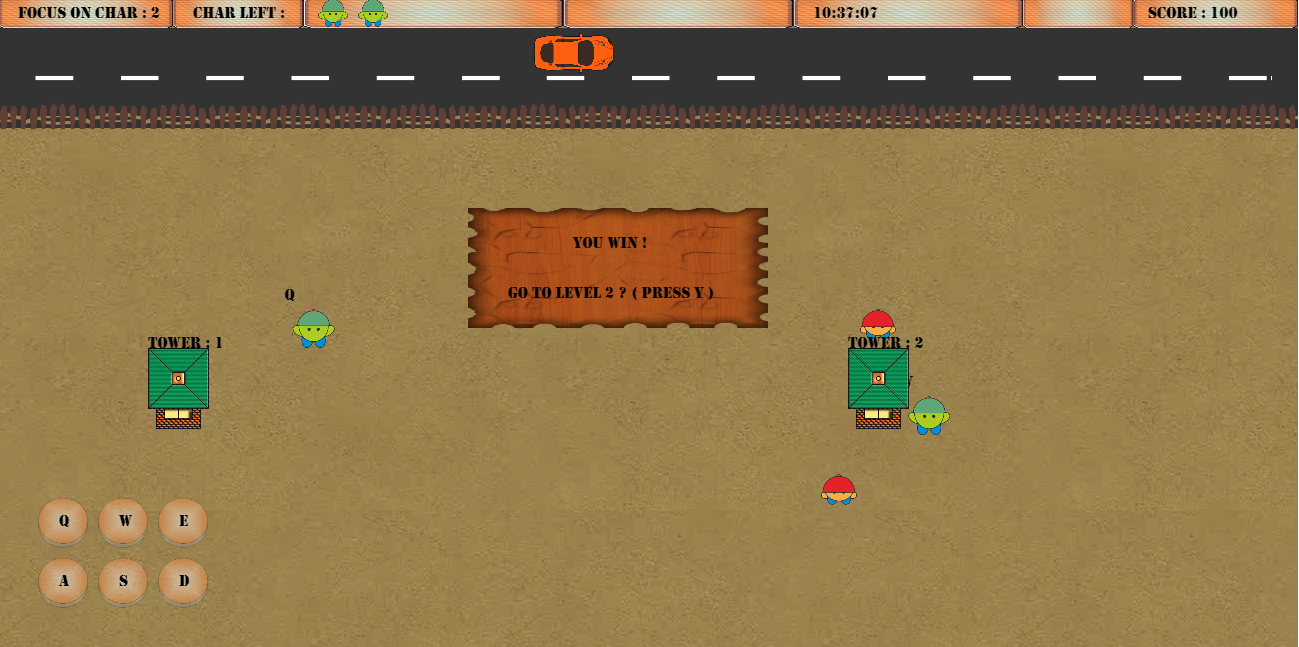 FOCUS ON CHAR : 2
CHAR LEFT :
10:37:07
SCORE : 100
YOU WIN !
GO TO LEVEL 2 ? ( PRESS Y )
Q
TOWER : 1
TOWER : 2
Q W E
A S D